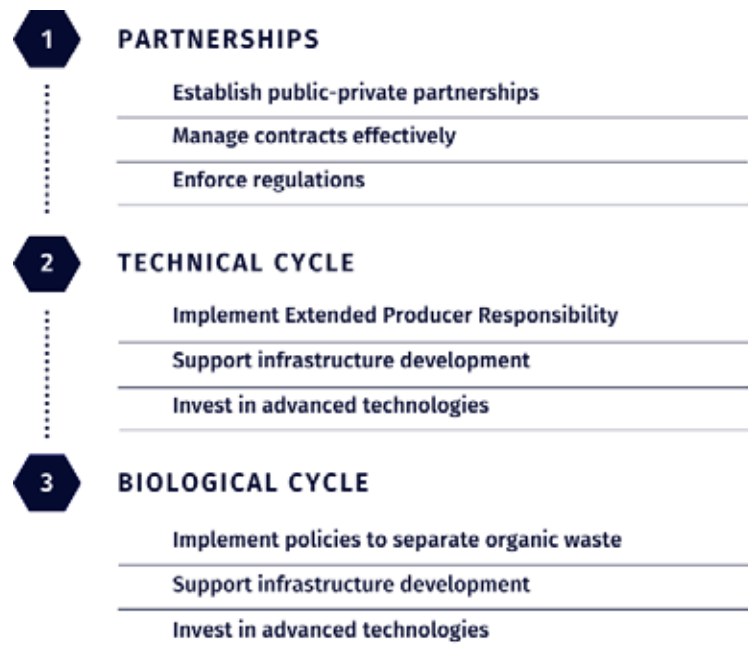 1 PARTNERSHIPS
Establish public-private partnerships
Manage contracts effectively
Enforce regulations
2 TECHNICAL CYCLE
Implement Extended Producer Responsibility
Support infrastructure development
Invest in advanced technologies
3 BIOLOGICAL CYCLE
Implement policies to separate organic waste
Support infrastructure development
Invest in advanced technologies